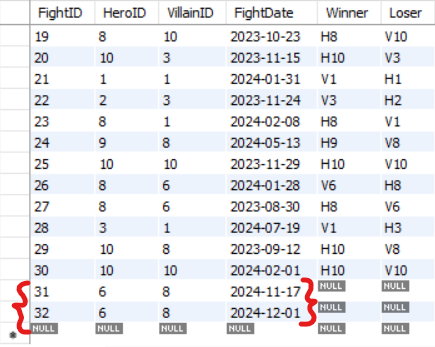 FightID HeroID VillainID FightDate Winner Loser
19 8 10 2023-10-23 H8 V10
20 10 3 2023-11-15 H10 V3
21 1 1 2024-01-31 V1 H1
22 2 3 2023-11-24 V3 H2
23 8 1 2024-02-08 H8 V1
24 9 8 2024-05-13 H9 V8
25 10 10 2023-11-29 H10 V10
26 8 6 2024-01-28 V6 H8
27 8 6 2023-08-30 H8 V6
28 3 1 2024-07-19 V1 H3
29 10 8 2023-09-12 H10 V8
30 10 10 2024-02-01 H10 V10
31 6 8 2024-11-17 NULL NULL
32 6 8 2024-12-01 NULL NULL
NULL NULL NULL NULL NULL NULL